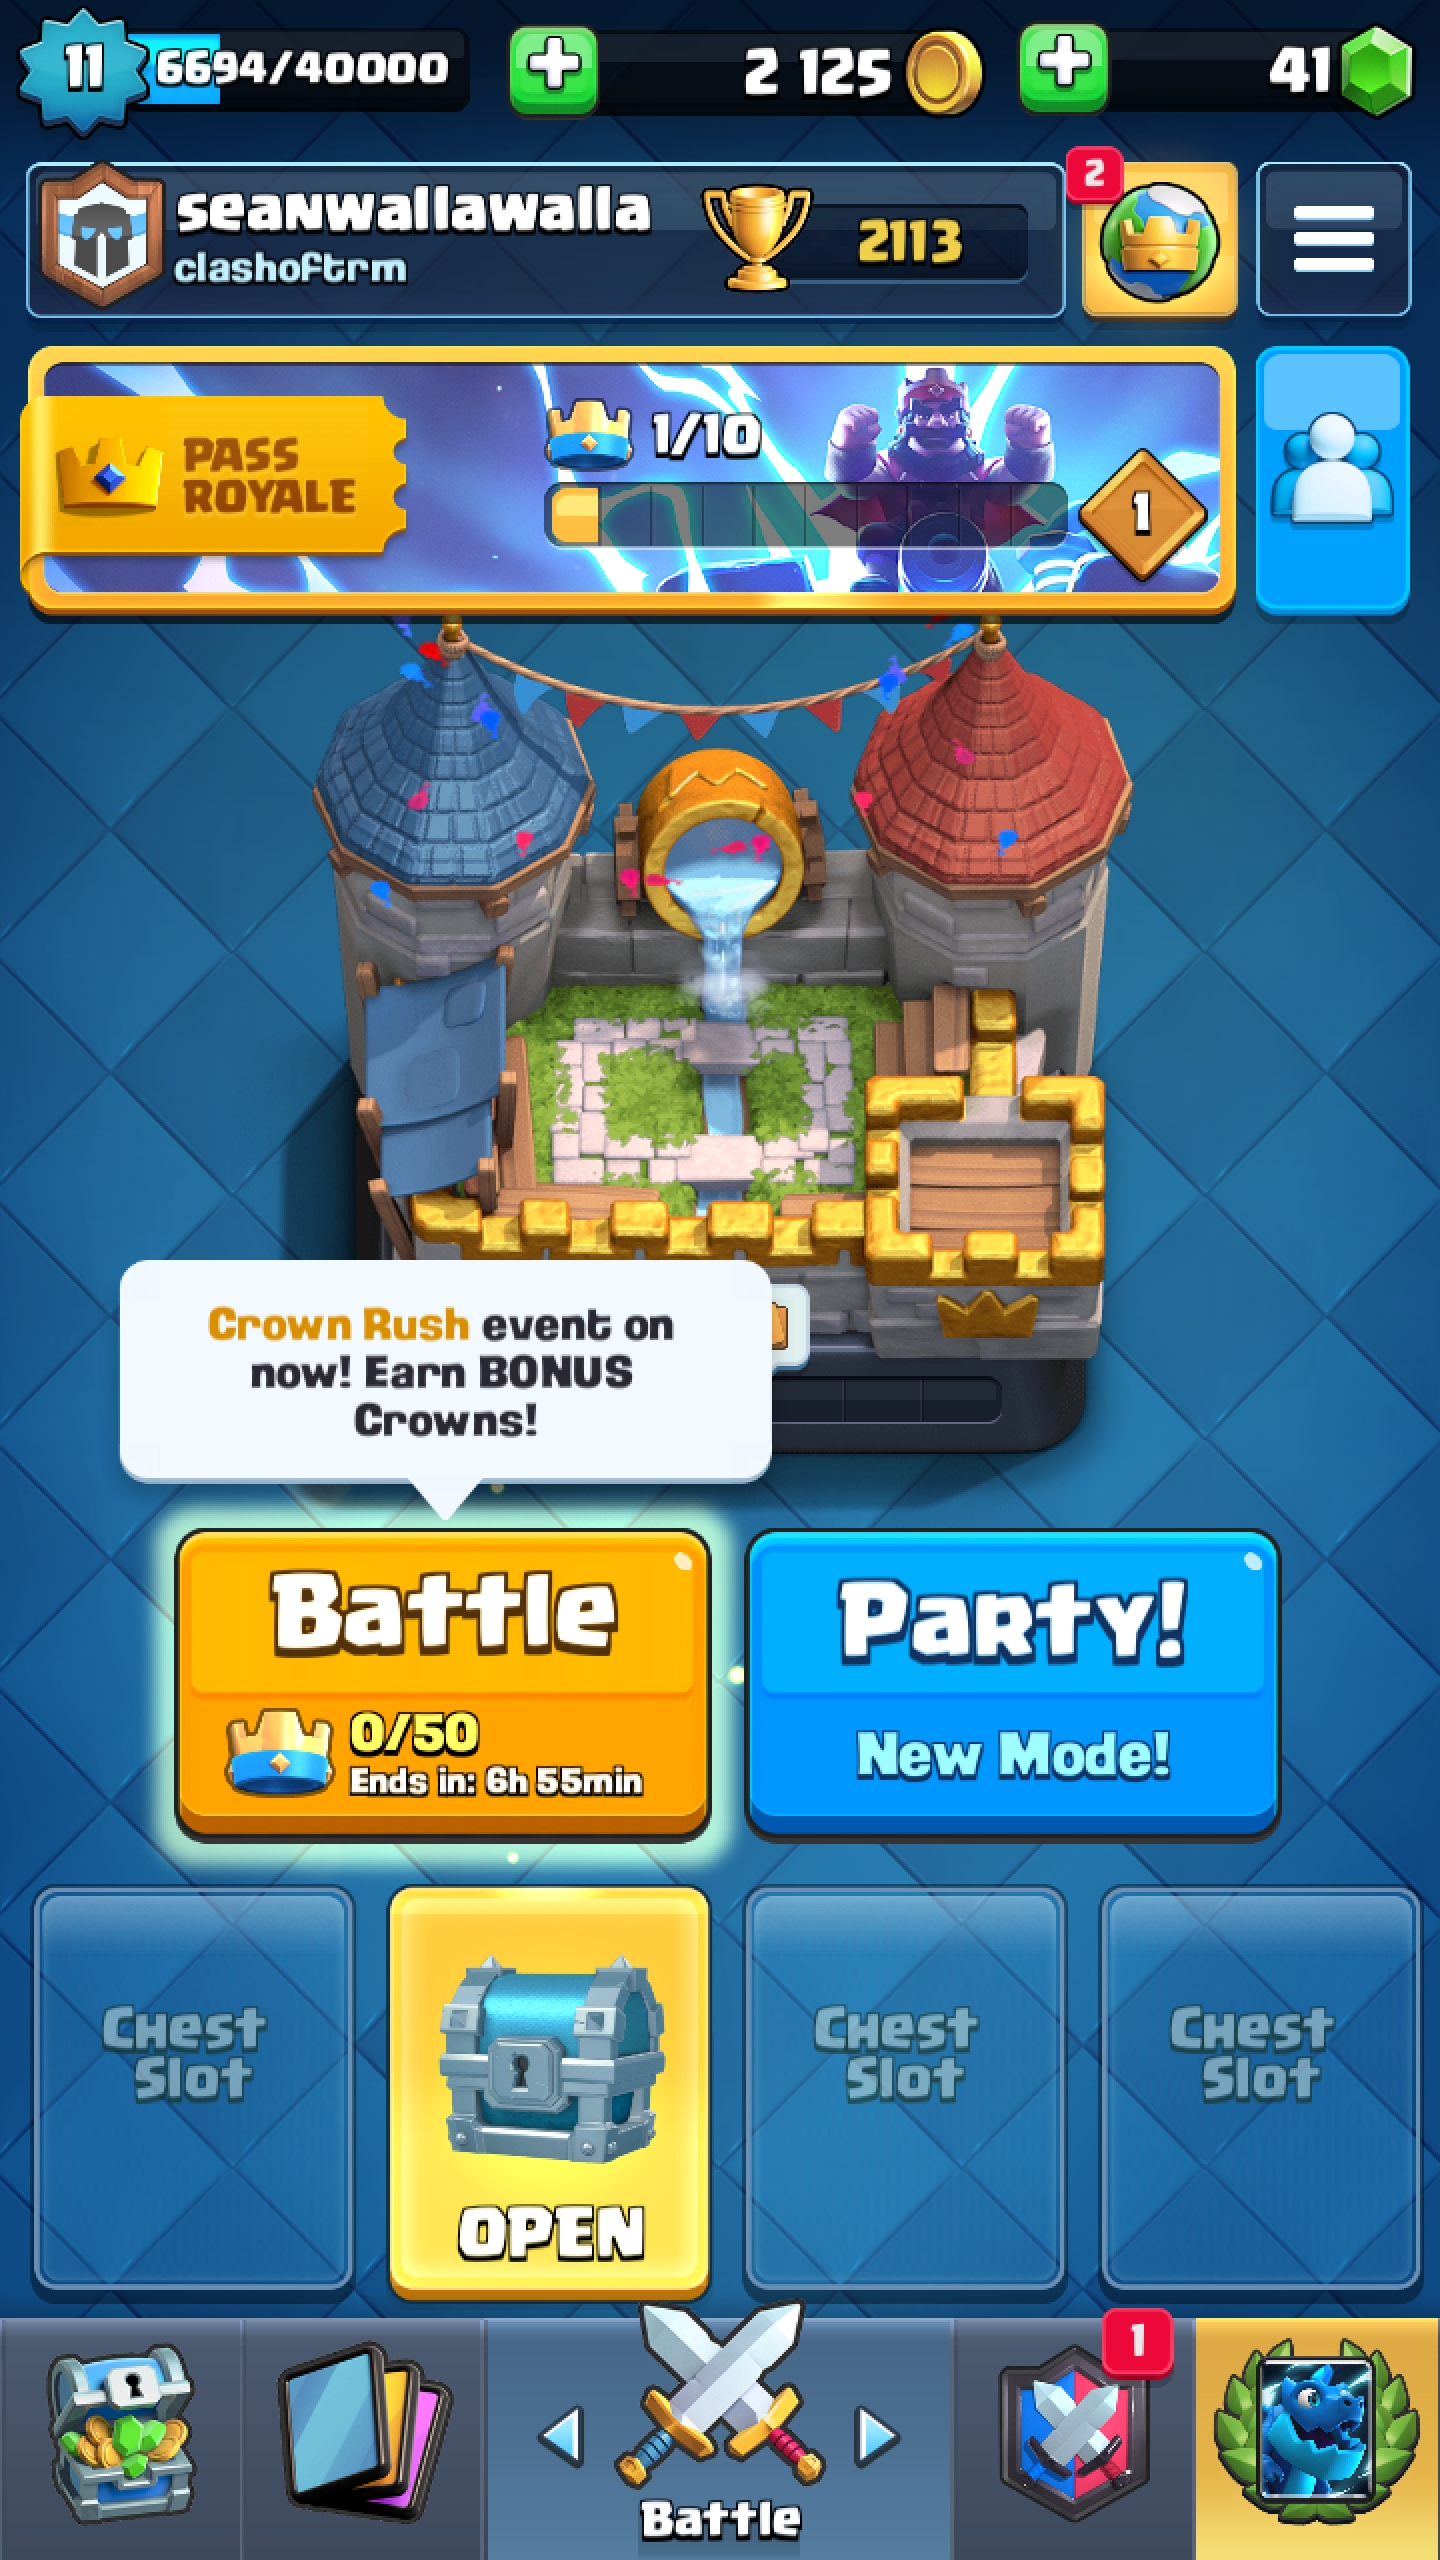 11
6694/40000
2 125
41
seanwallawalla
clashoftrm
2113
2
PASS
ROYALE
1/10
1
Crown Rush event on
now! Earn BONUS
Crowns!
Battle
0/50
Ends in: 6h 55min
Party!
New Mode!
Chest
Slot
OPEN
Chest
Slot
Chest
Slot
Battle
1